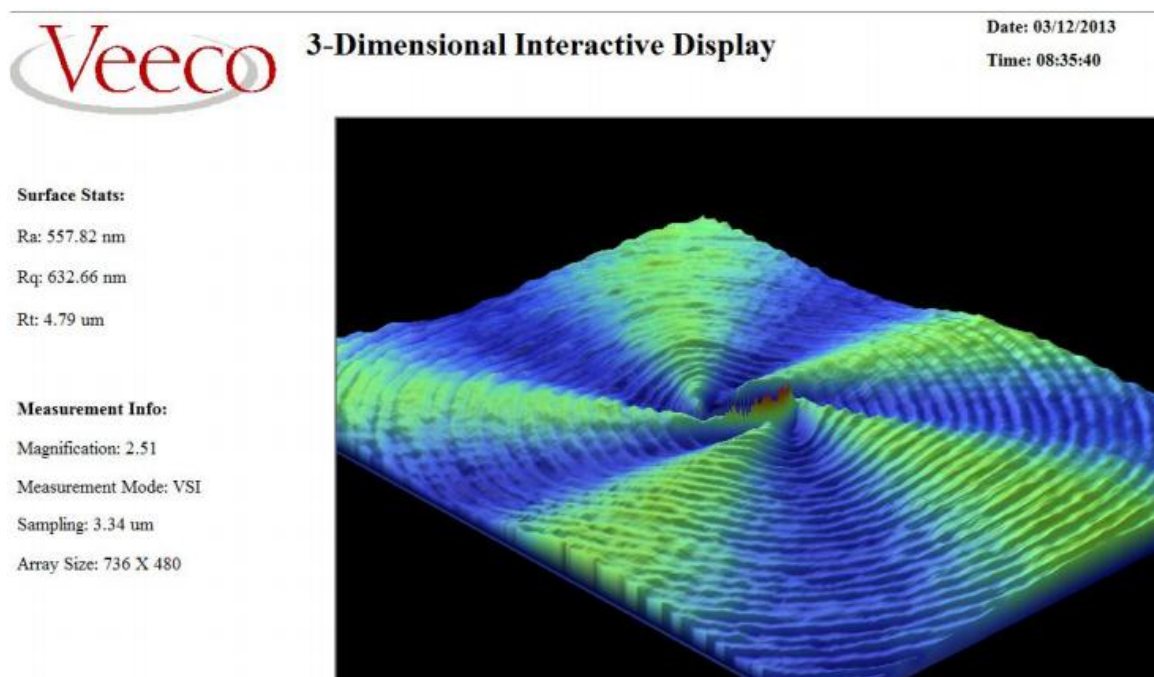 Veeco
3-Dimensional Interactive Display
Date: 03/12/2013
Time: 08:35:40
Surface Stats:
Ra: 557.82 nm
Rq: 632.66 nm
Rt: 4.79 um
Measurement Info:
Magnification: 2.51
Measurement Mode: VSI
Sampling: 3.34 um
Array Size: 736 X 480